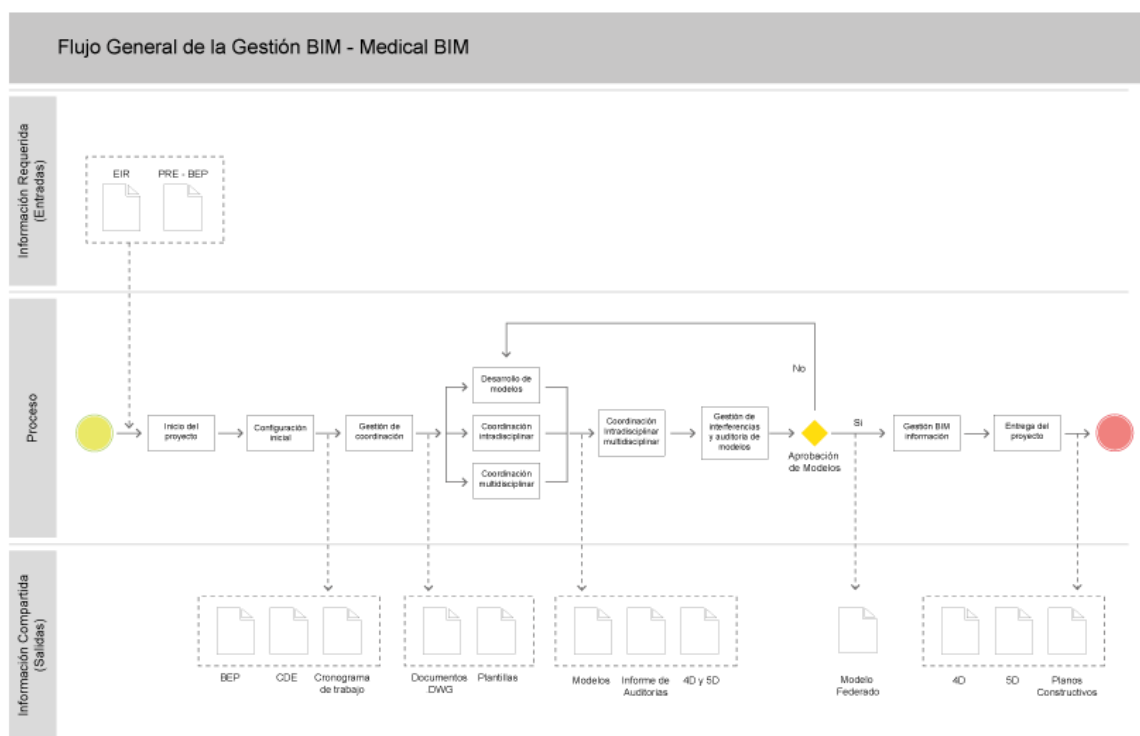 Flujo General de la Gestión BIM - Medical BIM
Información Requerida
(Entradas)
EIR
PRE - BEP
Proceso
Inicio del
proyecto
Configuración
inicial
Gestión de
coordinación
Desarrollo de
modelos
Coordinación
intradisciplinar
Coordinación
multidisciplinar
Coordinación
Intradisciplinar
multidisciplinar
Gestión de
interferencias
y auditoría de
modelos
No
Si
Aprobación
de Modelos
Gestión BIM
información
Entrega del
proyecto
Información Compartida
(Salidas)
BEP
CDE
Cronograma
de trabajo
Documentos
.DWG
Plantillas
Modelos
Informe de
Auditorias
4D y 5D
Modelo
Federado
4D
5D
Planos
Constructivos